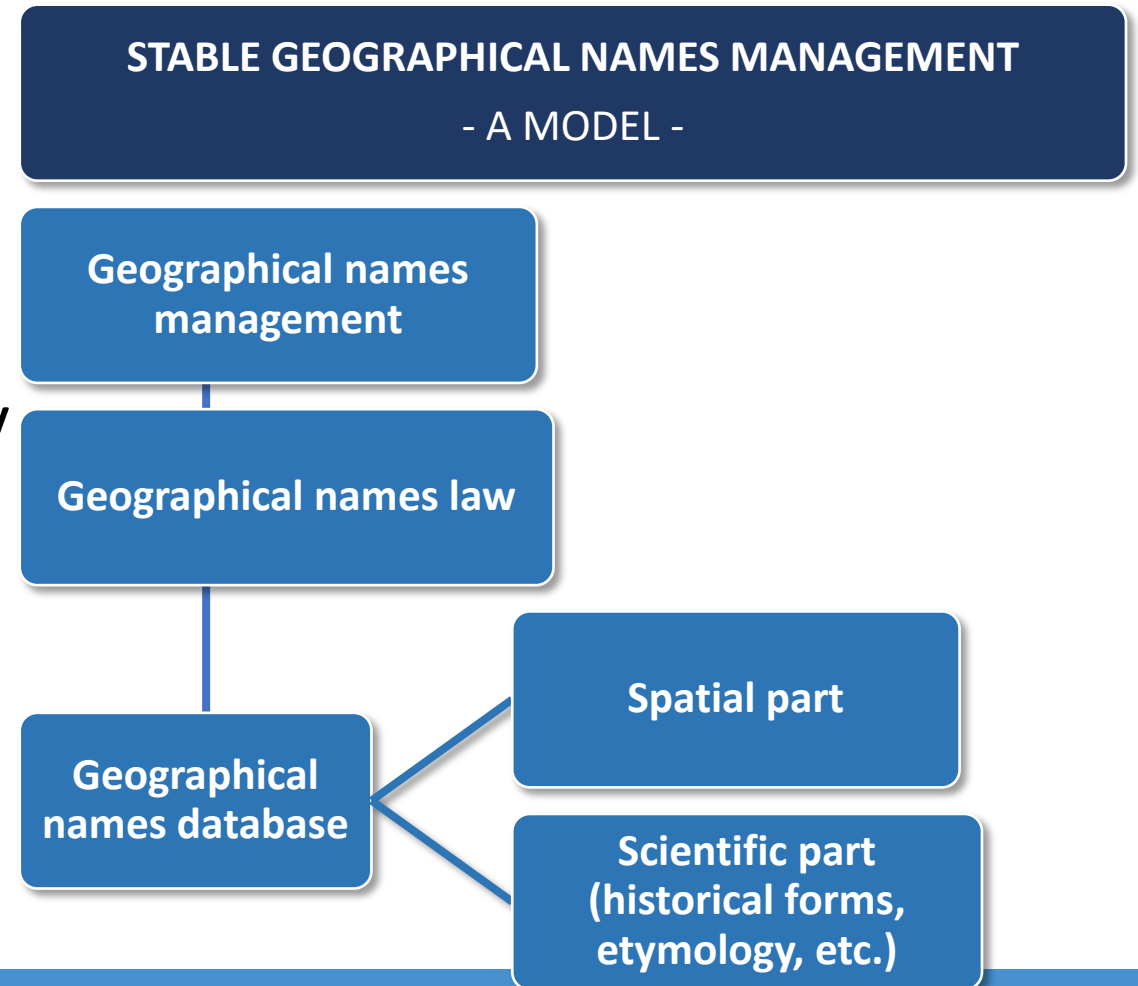 STABLE GEOGRAPHICAL NAMES MANAGEMENT
- A MODEL -
Geographical names
management
Geographical names law
Geographical
names database
Spatial part
Scientific part
(historical forms,
etymology, etc.)